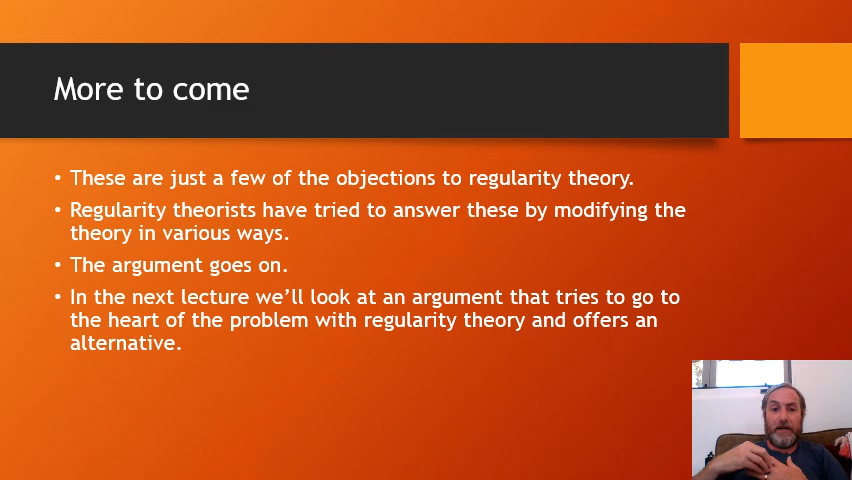 More to come
• These are just a few of the objections to regularity theory.
• Regularity theorists have tried to answer these by modifying the
theory in various ways.
• The argument goes on.
• In the next lecture we’ll look at an argument that tries to go to
the heart of the problem with regularity theory and offers an
alternative.